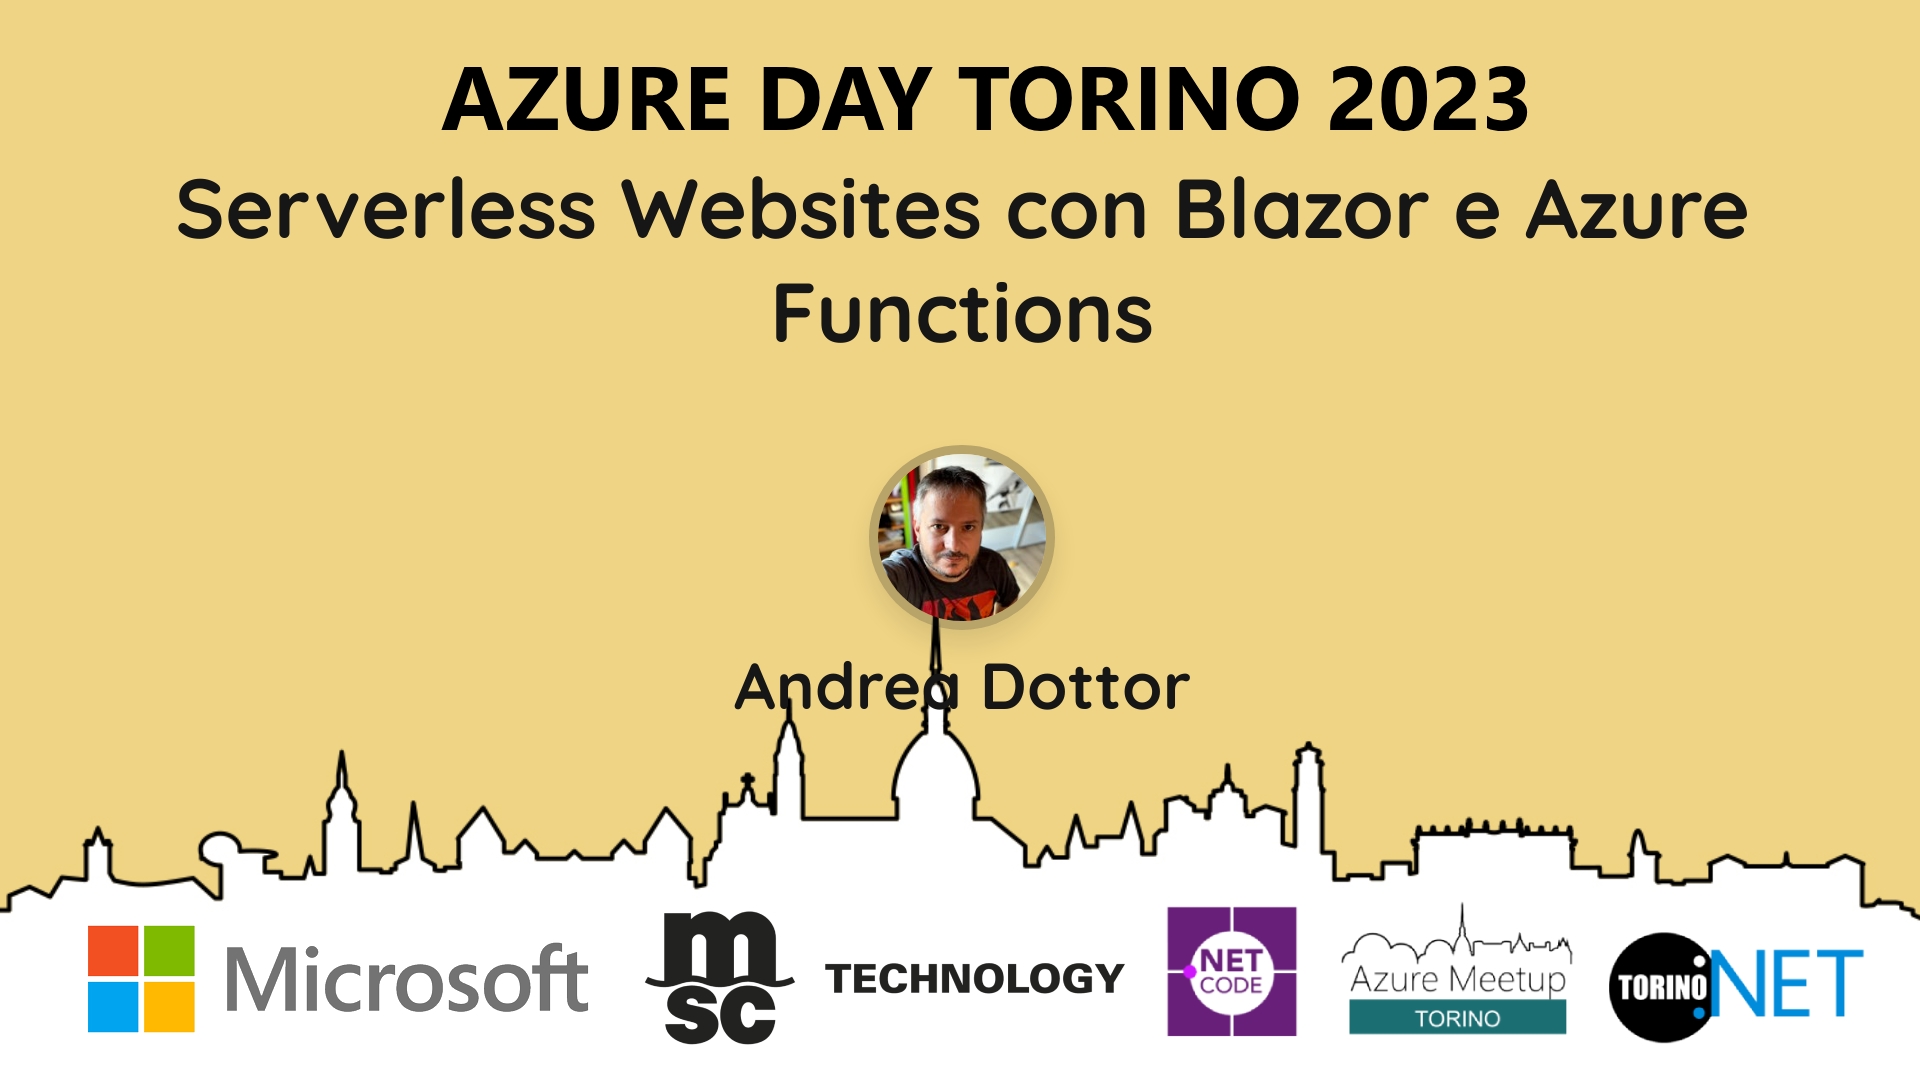 AZURE DAY TORINO 2023
Serverless Websites con Blazor e Azure
Functions
Andrea Dottor
Microsoft
msc TECHNOLOGY
.NET
CODE
Azure Meetup
TORINO
TORINO.NET